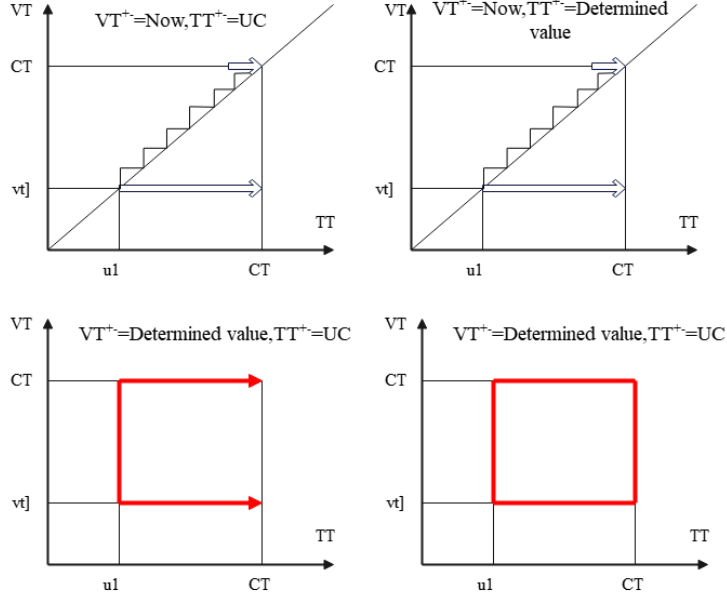 VT
VT⁺⁻=Now,TT⁺⁻=UC
CT
vt]
TT
u1
CT
VT
VT⁺⁻=Now,TT⁺⁻=Determined
value
CT
vt]
TT
u1
CT
VT
VT⁺⁻=Determined value,TT⁺⁻=UC
CT
vt]
TT
u1
CT
VT
VT⁺⁻=Determined value,TT⁺⁻=UC
CT
vt]
TT
u1
CT